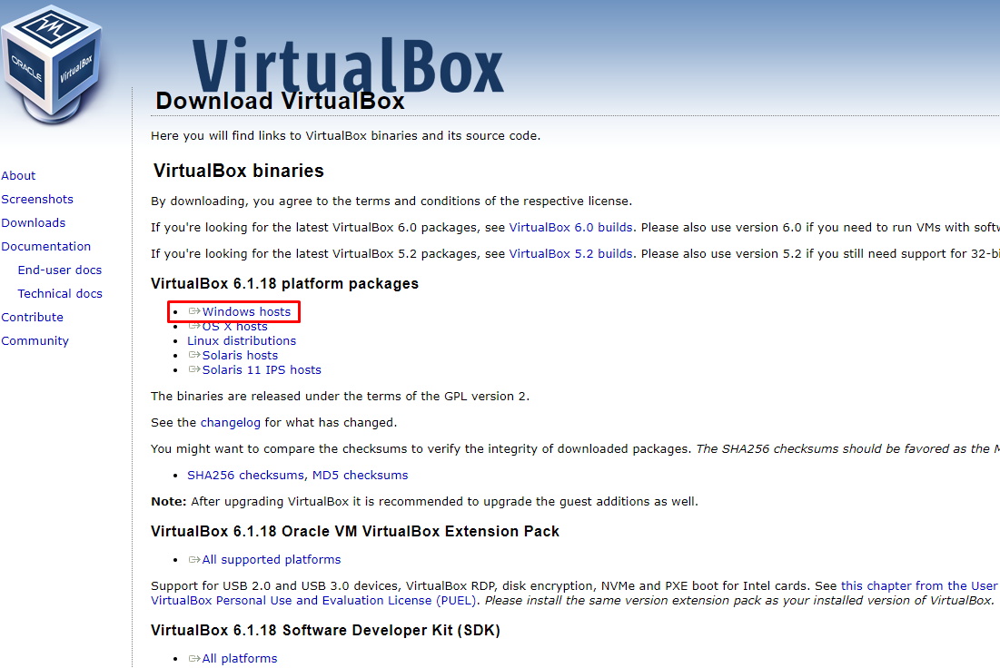 ORACLE
VirtualBox
VirtualBox
Download VirtualBox
Here you will find links to VirtualBox binaries and its source code.
About
Screenshots
Downloads
Documentation
End-user docs
Technical docs
Contribute
Community
VirtualBox binaries
By downloading, you agree to the terms and conditions of the respective license.
If you're looking for the latest VirtualBox 6.0 packages, see VirtualBox 6.0 builds. Please also use version 6.0 if you need to run VMs with softw
If you're looking for the latest VirtualBox 5.2 packages, see VirtualBox 5.2 builds. Please also use version 5.2 if you still need support for 32-bi
VirtualBox 6.1.18 platform packages
• Windows hosts
• OS X hosts
• Linux distributions
• Solaris hosts
• Solaris 11 IPS hosts
The binaries are released under the terms of the GPL version 2.
See the changelog for what has changed.
You might want to compare the checksums to verify the integrity of downloaded packages. The SHA256 checksums should be favored as the M
• SHA256 checksums, MD5 checksums
Note: After upgrading VirtualBox it is recommended to upgrade the guest additions as well.
VirtualBox 6.1.18 Oracle VM VirtualBox Extension Pack
• All supported platforms
Support for USB 2.0 and USB 3.0 devices, VirtualBox RDP, disk encryption, NVMe and PXE boot for Intel cards. See this chapter from the User
VirtualBox Personal Use and Evaluation License (PUEL). Please install the same version extension pack as your installed version of VirtualBox.
VirtualBox 6.1.18 Software Developer Kit (SDK)
• All platforms